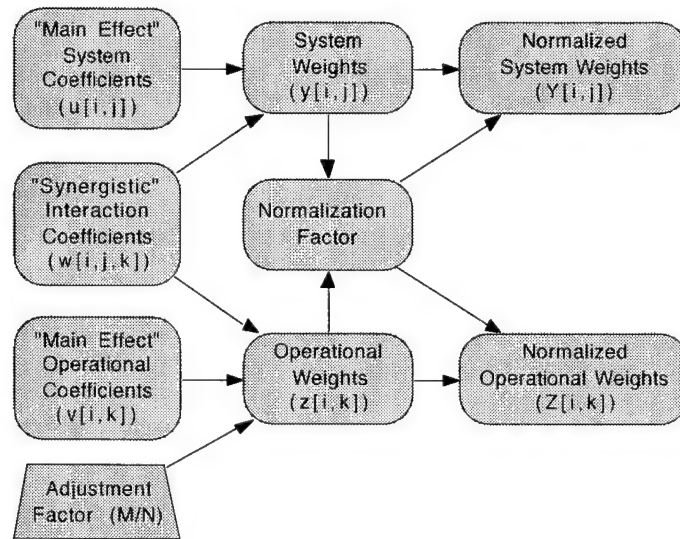 "Main Effect"
System
Coefficients
(u[i,j])
System
Weights
(y[i,j])
Normalized
System Weights
(Y[i,j])
"Synergistic"
Interaction
Coefficients
(w[i,j,k])
Normalization
Factor
"Main Effect"
Operational
Coefficients
(v[i,k])
Operational
Weights
(z[i,k])
Normalized
Operational Weights
(Z[i,k])
Adjustment
Factor (M/N)